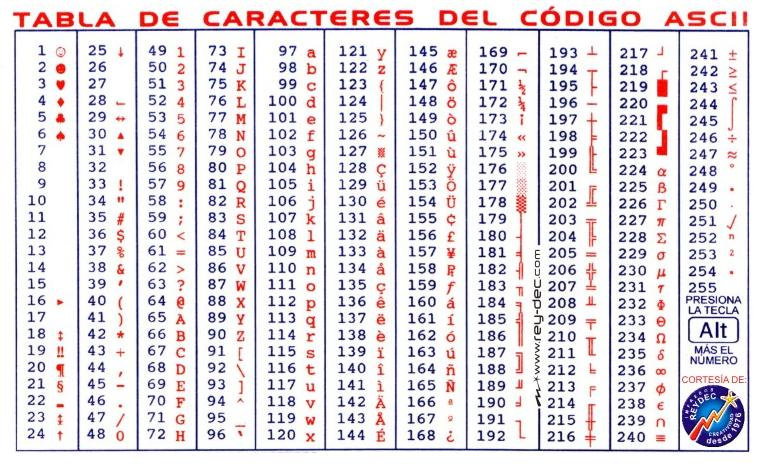 TABLA DE CARACTERES DEL CÓDIGO ASCII
1 ☺ 25 ↓ 49 1 73 I 97 a 121 y 145 æ 169 ⌐ 193 ┴ 217 ┘ 241 ±
2 ☻ 26 50 2 74 J 98 b 122 z 146 Æ 170 ¬ 194 ┬ 218 ┌ 242 ≥
3 ♥ 27 51 3 75 K 99 c 123 { 147 ô 171 ½ 195 ├ 219 █ 243 ≤
4 ♦ 28 ∟ 52 4 76 L 100 d 124 | 148 ö 172 ¼ 196 ─ 220 ▄ 244 ⌠
5 ♣ 29 ↔ 53 5 77 M 101 e 125 } 149 ò 173 ¡ 197 ┼ 221 ▌ 245 ⌡
6 ♠ 30 ▲ 54 6 78 N 102 f 126 ~ 150 û 174 « 198 ╞ 222 ▐ 246 ÷
7 31 ▼ 55 7 79 O 103 g 127 ▒ 151 ù 175 » 199 ╟ 223 ▀ 247 ≈
8 32 56 8 80 P 104 h 128 Ç 152 ÿ 176 ░ 200 ╚ 224 α 248 °
9 33 ! 57 9 81 Q 105 i 129 ü 153 Ö 177 ▒ 201 ╔ 225 ß 249 ∙
10 34 " 58 : 82 R 106 j 130 é 154 Ü 178 ▓ 202 ╩ 226 Γ 250 ·
11 35 # 59 ; 83 S 107 k 131 â 155 ¢ 179 │ 203 ╦ 227 π 251 √
12 36 $ 60 < 84 T 108 l 132 ä 156 £ 180 ┤ 204 ╠ 228 Σ 252 ⁿ
13 37 % 61 = 85 U 109 m 133 à 157 ¥ 181 ╡ 205 ═ 229 σ 253 ²
14 38 & 62 > 86 V 110 n 134 å 158 ₧ 182 ╢ 206 ╬ 230 µ 254 ▪
15 39 ' 63 ? 87 W 111 o 135 ç 159 ƒ 183 ╖ 207 ╧ 231 τ 255
16 ► 40 ( 64 @ 88 X 112 p 136 ê 160 á 184 ╕ 208 ╨ 232 Φ
17 41 ) 65 A 89 Y 113 q 137 ë 161 í 185 ╣ 209 ╤ 233 Θ
18 ↕ 42 * 66 B 90 Z 114 r 138 è 162 ó 186 ║ 210 ╥ 234 Ω
19 ‼ 43 + 67 C 91 [ 115 s 139 ï 163 ú 187 ╗ 211 ╙ 235 δ
20 ¶ 44 , 68 D 92 \ 116 t 140 î 164 ñ 188 ╝ 212 ╘ 236 ∞
21 § 45 - 69 E 93 ] 117 u 141 ì 165 Ñ 189 ╜ 213 ╒ 237 ø
22 ▬ 46 . 70 F 94 ^ 118 v 142 Ä 166 ª 190 ╛ 214 ╓ 238 є
23 ↨ 47 / 71 G 95 _ 119 w 143 Å 167 º 191 ┐ 215 ╫ 239 ∩
24 ↑ 48 0 72 H 96 ` 120 x 144 É 168 ¿ 192 └ 216 ╪ 240 ≡
PRESIONA
LA TECLA
Alt
MÁS EL
NÚMERO
CORTESÍA DE:
IMPRESOS
REYDEC
CREATIVIDAD
desde 1976
www.rey-dec.com